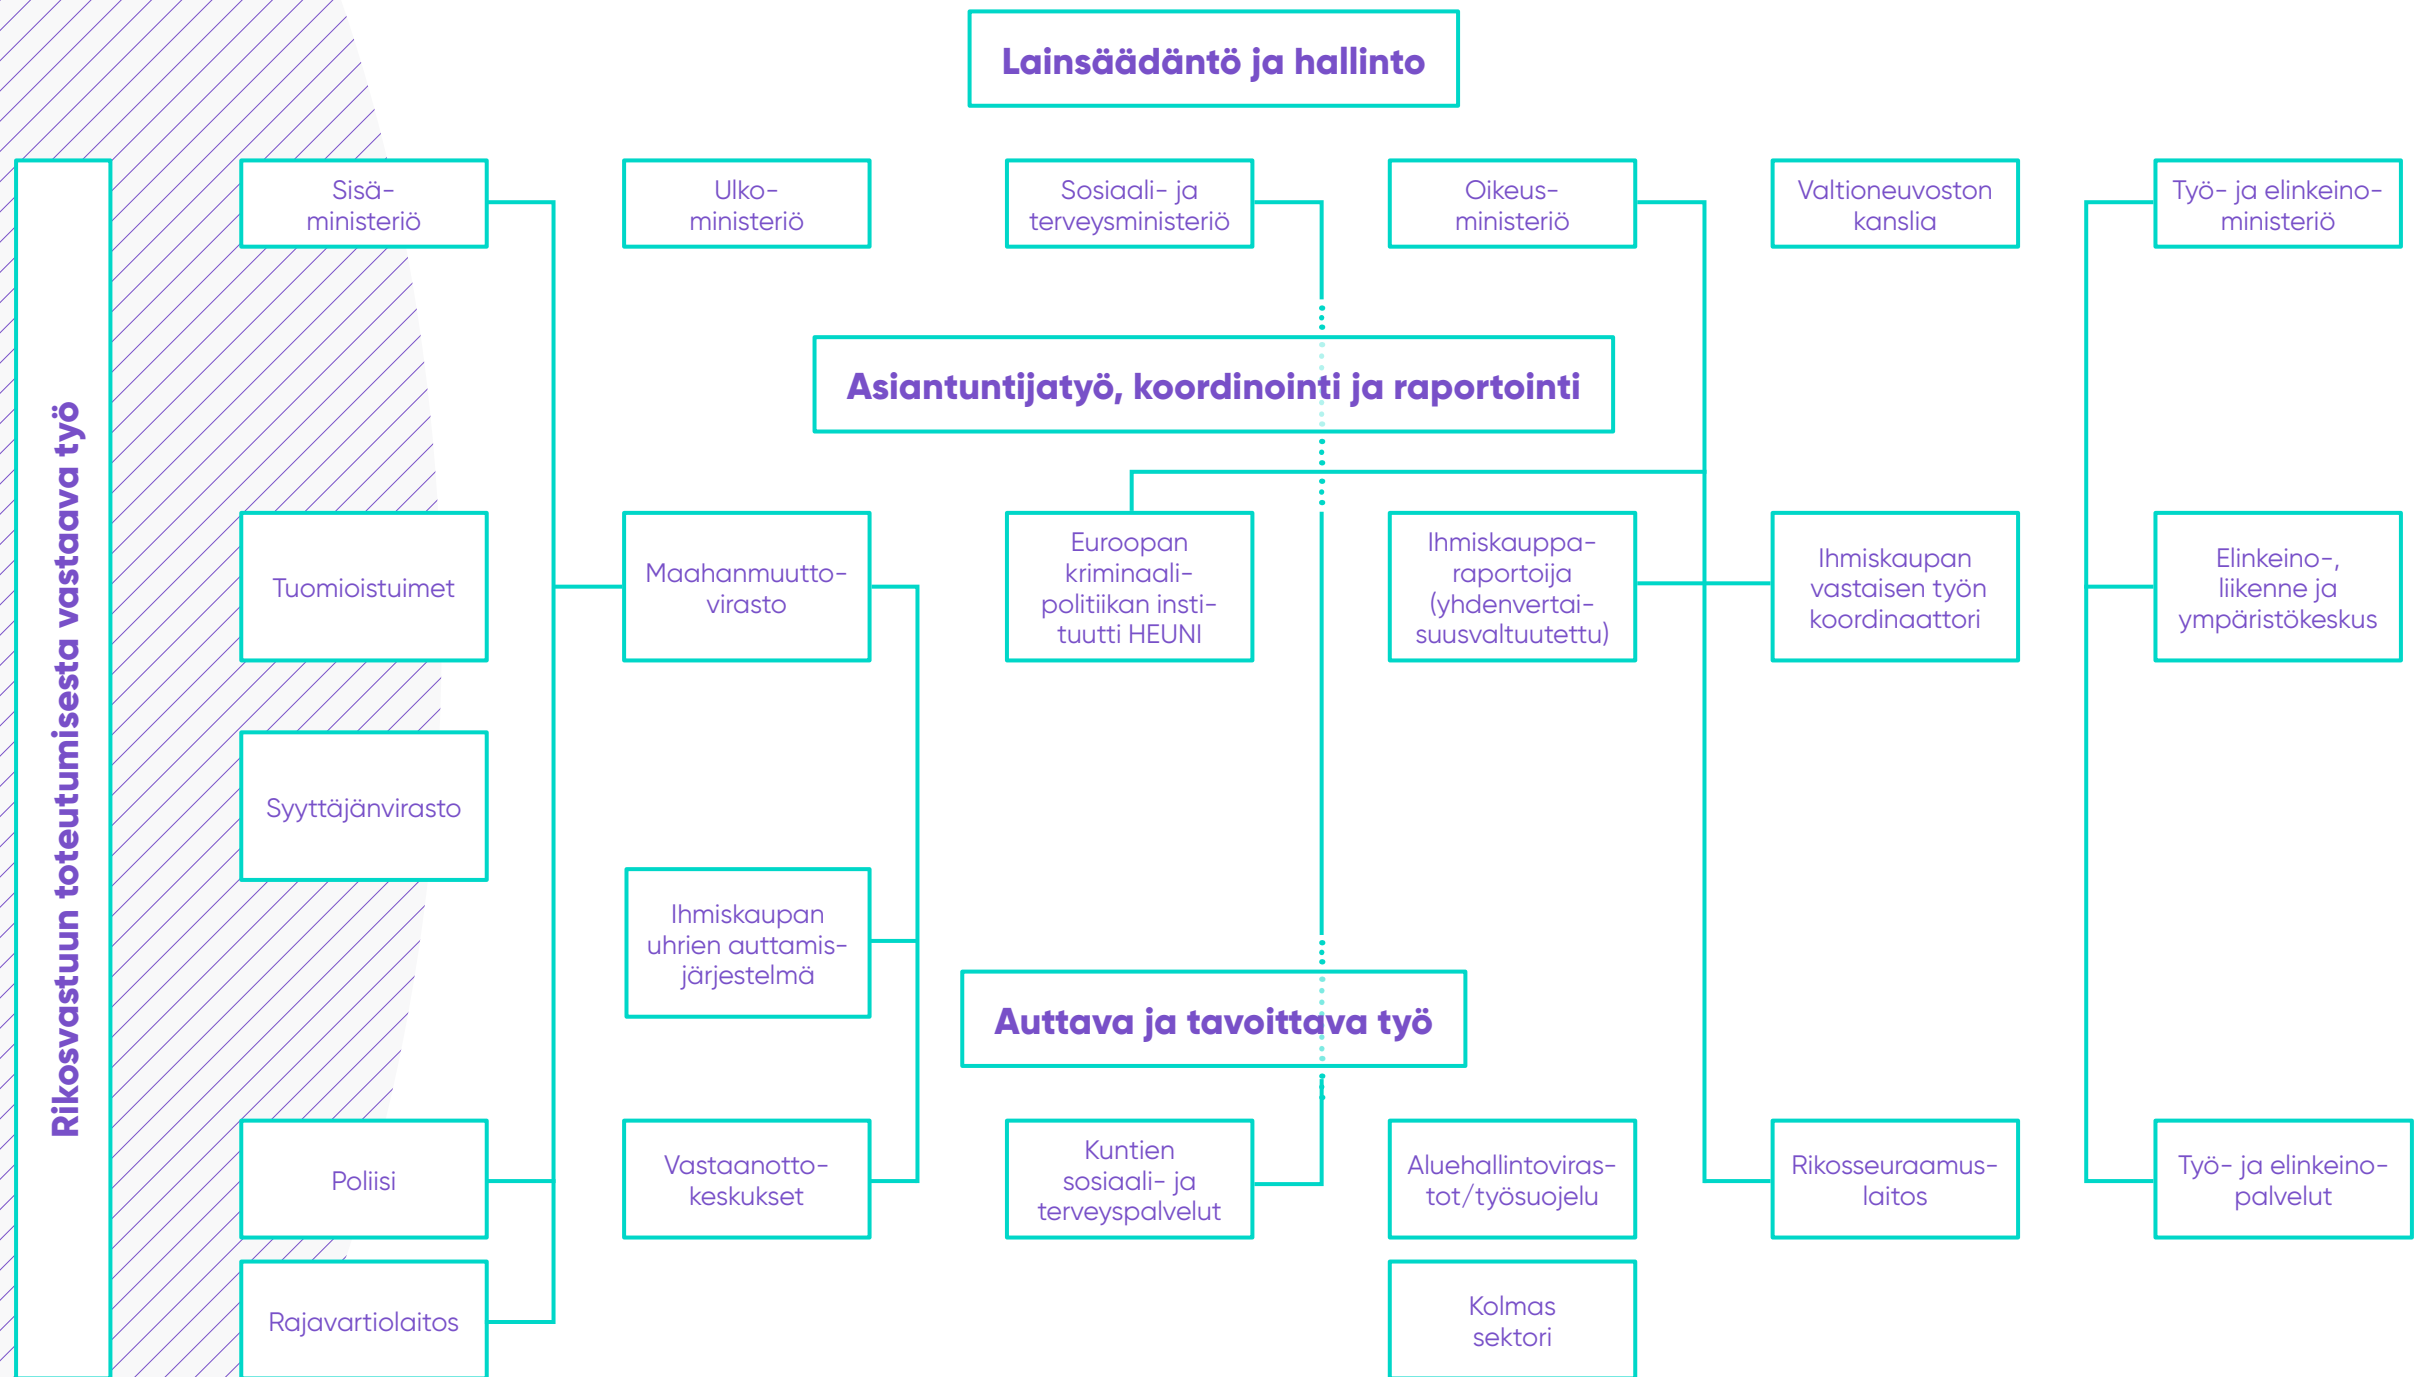 Lainsäädäntö ja hallinto
Rikosvastuun toteutumisesta vastaava työ
Sisä-
ministeriö
Ulko-
ministeriö
Sosiaali- ja
terveysministeriö
Oikeus-
ministeriö
Valtioneuvoston
kanslia
Työ- ja elinkeino-
ministeriö
Asiantuntijatyö, koordinointi ja raportointi
Tuomioistuimet
Maahanmuutto-
virasto
Euroopan
kriminaali-
politiikan insti-
tuutti HEUNI
Ihmiskauppa-
raportoija
(yhdenvertai-
suusvaltuutettu)
Ihmiskaupan
vastaisen työn
koordinaattori
Elinkeino-,
liikenne ja
ympäristökeskus
Syyttäjänvirasto
Ihmiskaupan
uhrien auttamis-
järjestelmä
Auttava ja tavoittava työ
Poliisi
Vastaanotto-
keskukset
Kuntien
sosiaali- ja
terveyspalvelut
Aluehallintoviras-
tot/työsuojelu
Rikosseuraamus-
laitos
Työ- ja elinkeino-
palvelut
Rajavartiolaitos
Kolmas
sektori